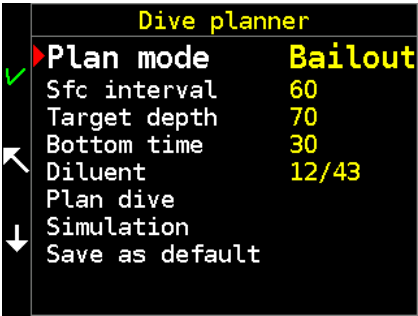 Dive planner
Plan mode Bailout
Sfc interval 60
Target depth 70
Bottom time 30
Diluent 12/43
Plan dive
Simulation
Save as default